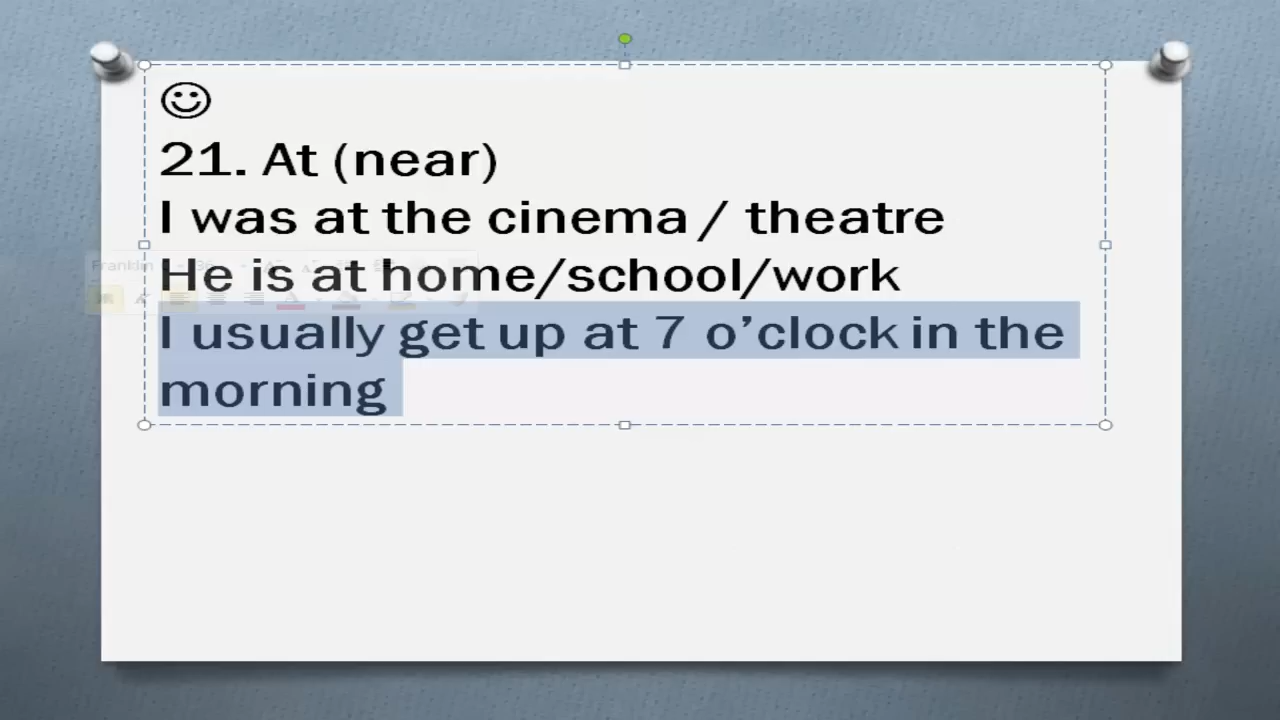 ☺
21. At (near)
I was at the cinema / theatre
He is at home/school/work
I usually get up at 7 o’clock in the
morning